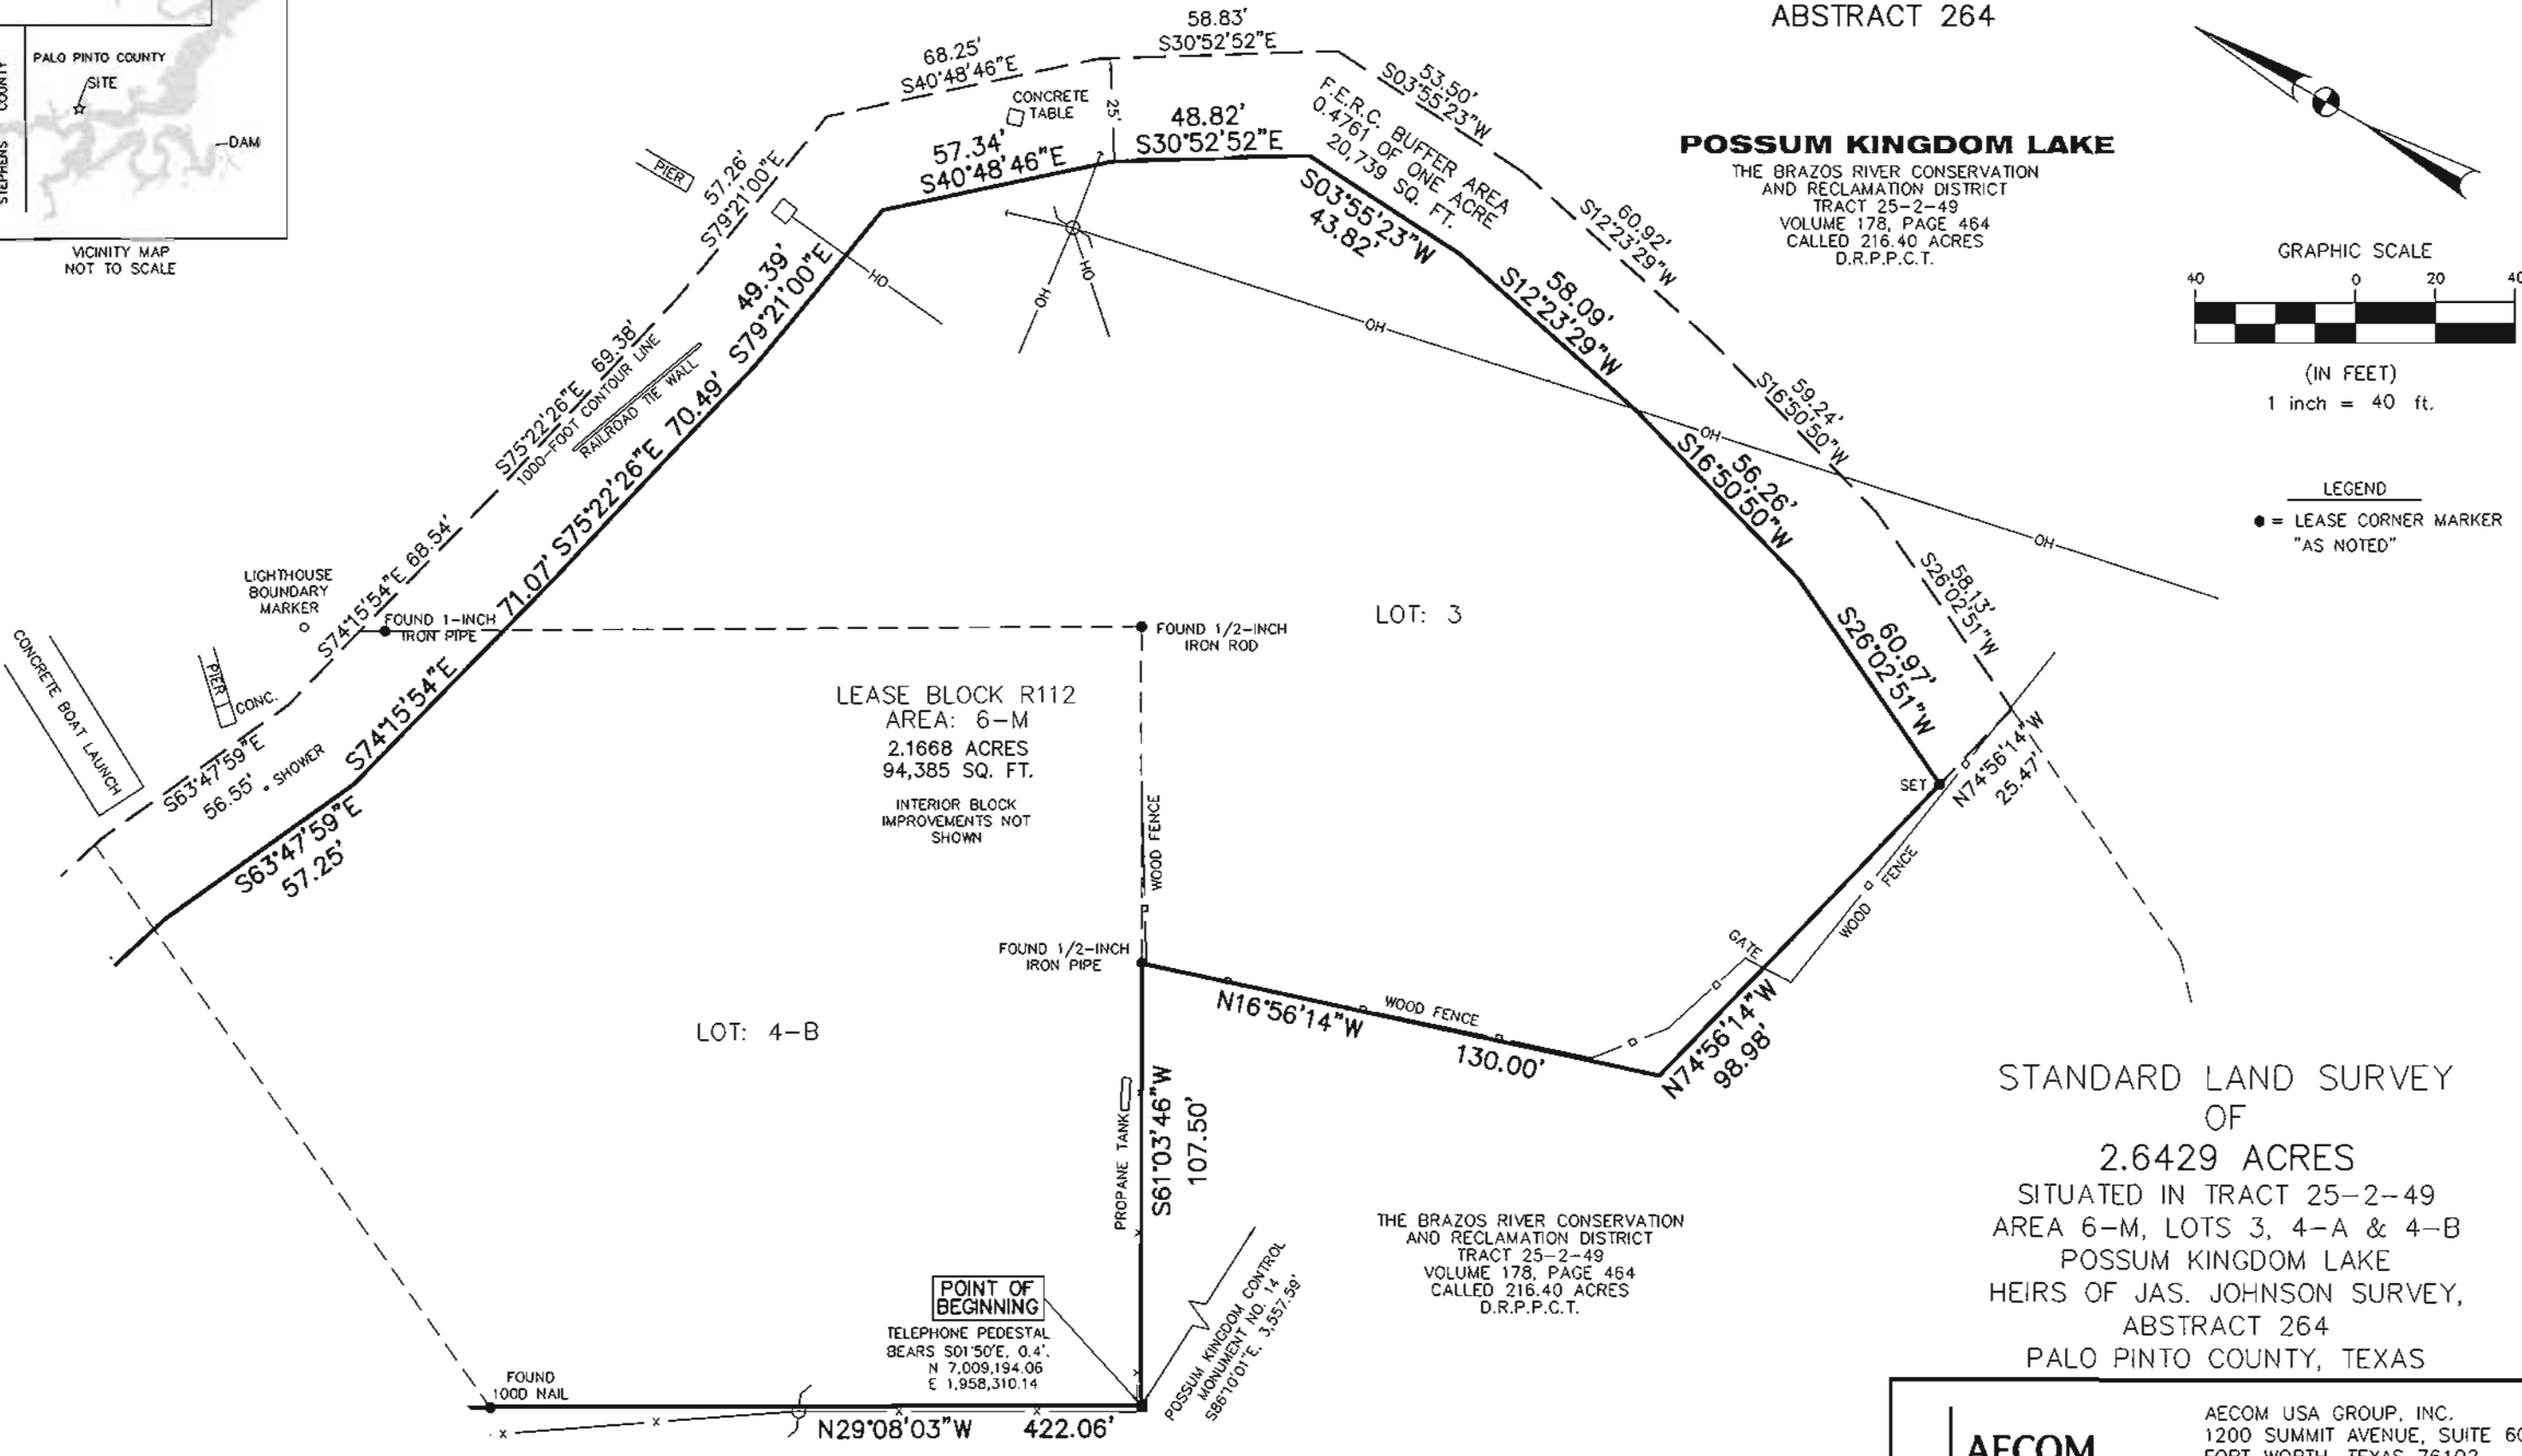 COUNTY
STEPHENS
PALO PINTO COUNTY
SITE
DAM
VICINITY MAP
NOT TO SCALE
58.83'
S30°52'52"E
68.25'
S40°48'46"E
CONCRETE
TABLE
25'
48.82'
S30°52'52"E
57.34'
S40°48'46"E
53.50'
S03°55'23"W
F.E.R.C. BUFFER AREA
0.4761 OF ONE ACRE
20,739 SQ. FT.
S03°55'23"W
43.82'
60.92'
S12°23'29"W
58.09'
S12°23'29"W
59.24'
S16°50'50"W
56.26'
S16°50'50"W
58.13'
S26°02'51"W
60.97'
S26°02'51"W
PIER
57.26'
S79°21'00"E
49.39'
S79°21'00"E
OH
OH
OH
OH
OH
OH
S75°22'26"E 69.38'
1000-FOOT CONTOUR LINE
RAILROAD TIE WALL
S75°22'26"E 70.49'
S74°15'54"E 68.54'
S74°15'54"E 71.07'
LIGHTHOUSE
BOUNDARY
MARKER
FOUND 1-INCH
IRON PIPE
CONCRETE BOAT LAUNCH
PIER
CONC.
S63°47'59"E
56.55'
SHOWER
S63°47'59"E
57.25'
FOUND 1/2-INCH
IRON ROD
LOT: 3
LEASE BLOCK R112
AREA: 6-M
2.1668 ACRES
94,385 SQ. FT.
INTERIOR BLOCK
IMPROVEMENTS NOT
SHOWN
WOOD FENCE
SET
N74°56'14"W
25.47'
WOOD FENCE
GATE
FOUND 1/2-INCH
IRON PIPE
N16°56'14"W
WOOD FENCE
130.00'
N74°56'14"W
98.98'
LOT: 4-B
PROPANE TANK
S61°03'46"W
107.50'
POINT OF
BEGINNING
TELEPHONE PEDESTAL
BEARS S01°50'E, 0.4'.
N 7,009,194.06
E 1,958,310.14
POSSUM KINGDOM CONTROL
MONUMENT NO. 14
S86°10'01"E, 3,557.59'
FOUND
100D NAIL
N29°08'03"W 422.06'
THE BRAZOS RIVER CONSERVATION
AND RECLAMATION DISTRICT
TRACT 25-2-49
VOLUME 178, PAGE 464
CALLED 216.40 ACRES
D.R.P.P.C.T.
ABSTRACT 264
POSSUM KINGDOM LAKE
THE BRAZOS RIVER CONSERVATION
AND RECLAMATION DISTRICT
TRACT 25-2-49
VOLUME 178, PAGE 464
CALLED 216.40 ACRES
D.R.P.P.C.T.
GRAPHIC SCALE
40 0 20 40
(IN FEET)
1 inch = 40 ft.
LEGEND
● = LEASE CORNER MARKER
"AS NOTED"
STANDARD LAND SURVEY
OF
2.6429 ACRES
SITUATED IN TRACT 25-2-49
AREA 6-M, LOTS 3, 4-A & 4-B
POSSUM KINGDOM LAKE
HEIRS OF JAS. JOHNSON SURVEY,
ABSTRACT 264
PALO PINTO COUNTY, TEXAS
AECOM
AECOM USA GROUP, INC.
1200 SUMMIT AVENUE, SUITE 60
FORT WORTH, TEXAS 76102